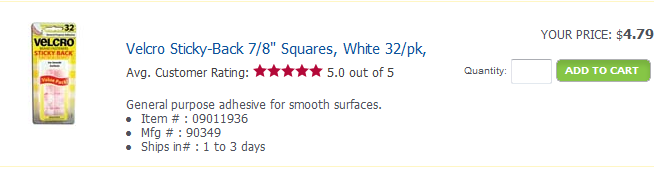 32
VELCRO
STICKY BACK
Value Pack!
Velcro Sticky-Back 7/8" Squares, White 32/pk,
Avg. Customer Rating: ★★★★★ 5.0 out of 5
General purpose adhesive for smooth surfaces.
• Item # : 09011936
• Mfg # : 90349
• Ships in# : 1 to 3 days
YOUR PRICE: $4.79
Quantity:
ADD TO CART